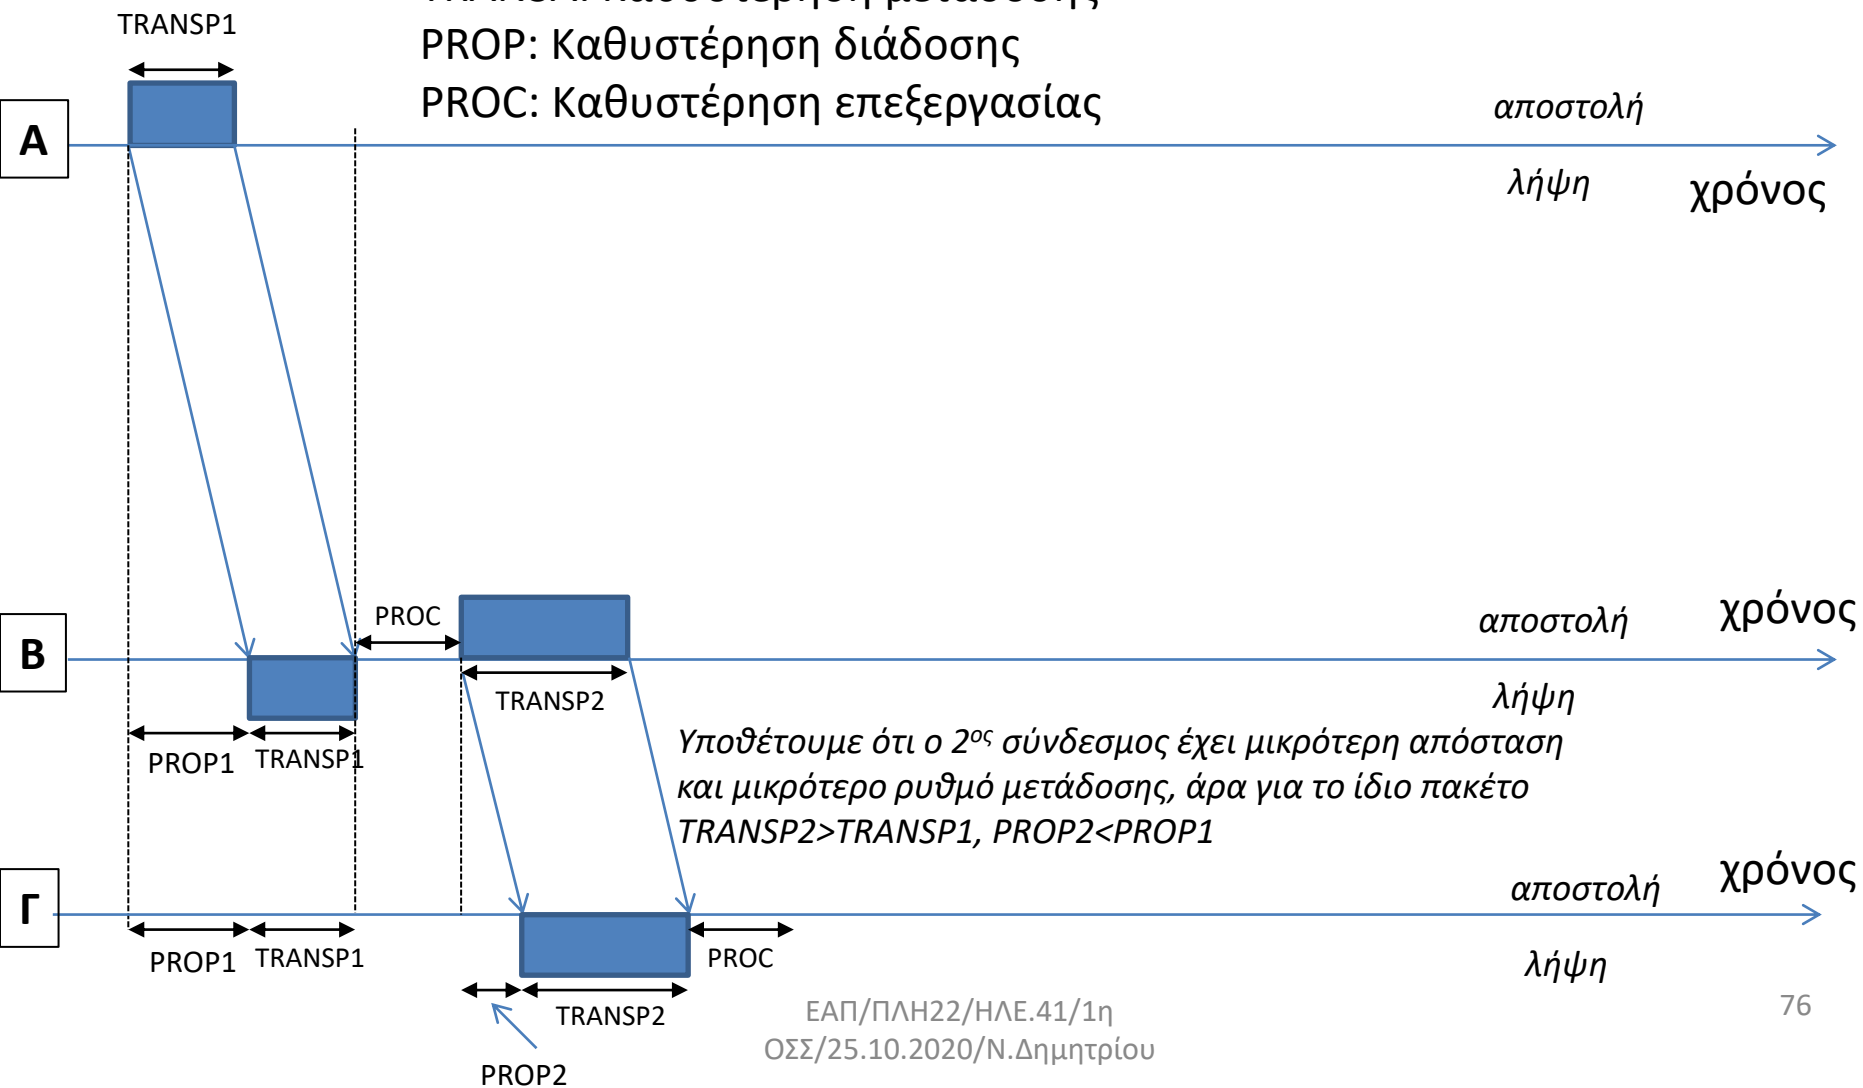 TRANSP1
PROP: Καθυστέρηση διάδοσης
PROC: Καθυστέρηση επεξεργασίας
Α
αποστολή
λήψη
χρόνος
Β
PROC
αποστολή
χρόνος
TRANSP2
λήψη
PROP1
TRANSP1
Υποθέτουμε ότι ο 2ος σύνδεσμος έχει μικρότερη απόσταση
και μικρότερο ρυθμό μετάδοσης, άρα για το ίδιο πακέτο
TRANSP2>TRANSP1, PROP2<PROP1
Γ
αποστολή
χρόνος
PROP1
TRANSP1
PROC
λήψη
TRANSP2
PROP2
ΕΑΠ/ΠΛΗ22/ΗΛΕ.41/1η
ΟΣΣ/25.10.2020/Ν.Δημητρίου
76